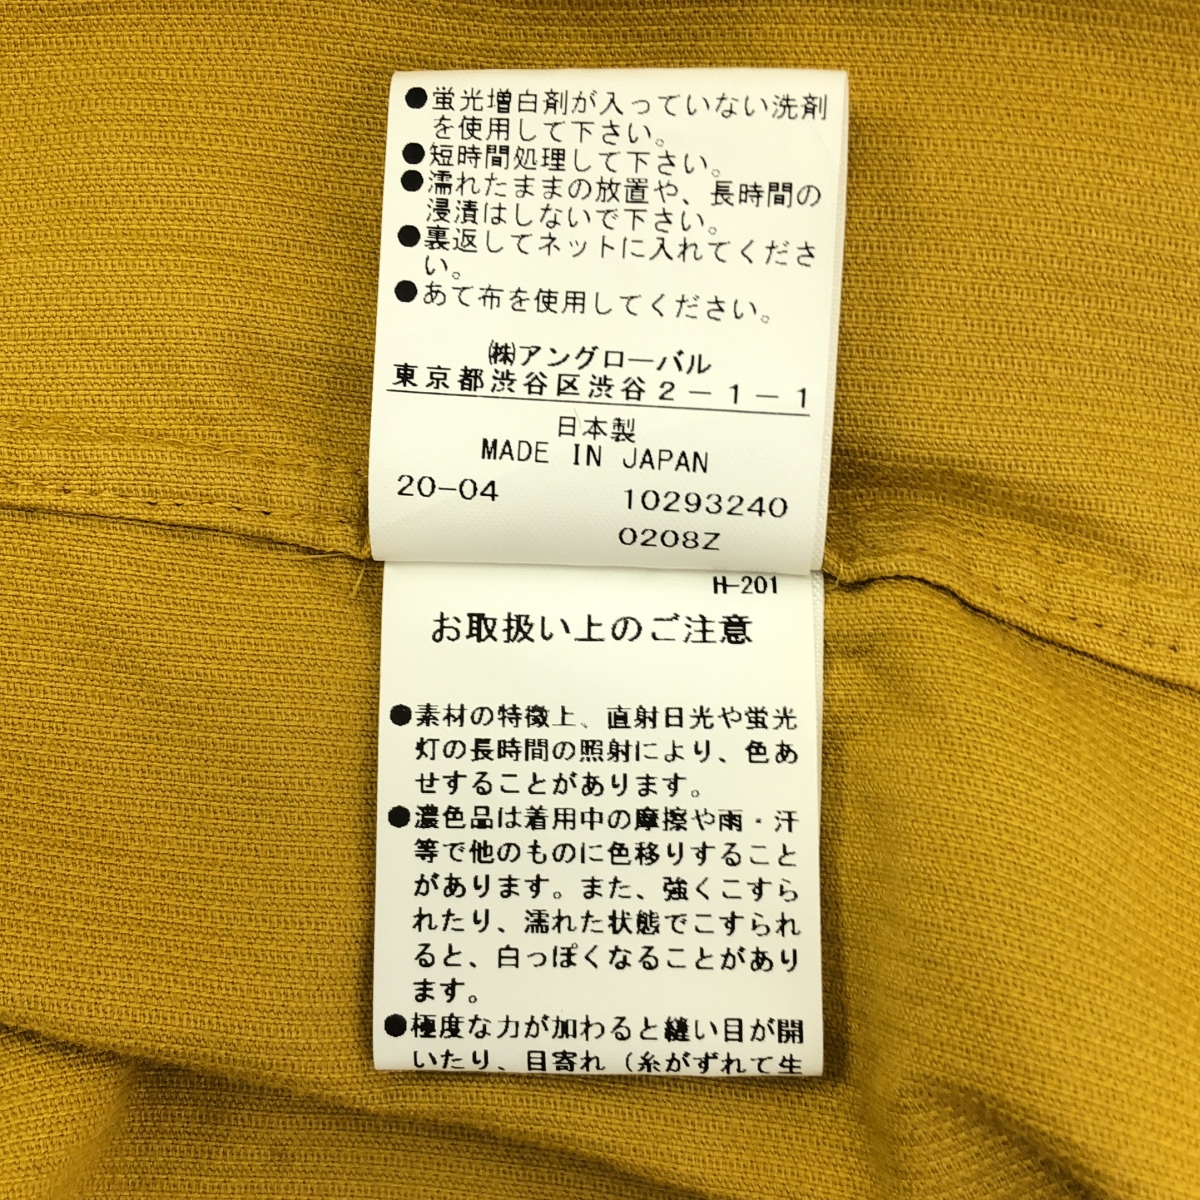 ●蛍光増白剤が入っていない洗剤
を使用して下さい。
●短時間処理して下さい。
●濡れたままの放置や、長時間の
浸漬はしないで下さい。
●裏返してネットに入れてくださ
い。
●あて布を使用してください。
㈱アングローバル
東京都渋谷区渋谷2-1-1
日本製
MADE IN JAPAN
20-04 10293240
0208Z
H-201
お取扱い上のご注意
●素材の特徴上、直射日光や蛍光
灯の長時間の照射により、色あ
せすることがあります。
●濃色品は着用中の摩擦や雨・汗
等で他のものに色移りすること
があります。また、強くこすら
れたり、濡れた状態でこすられ
ると、白っぽくなることがあり
ます。
●極度な力が加わると縫い目が開
いたり、目寄れ（糸がずれて生